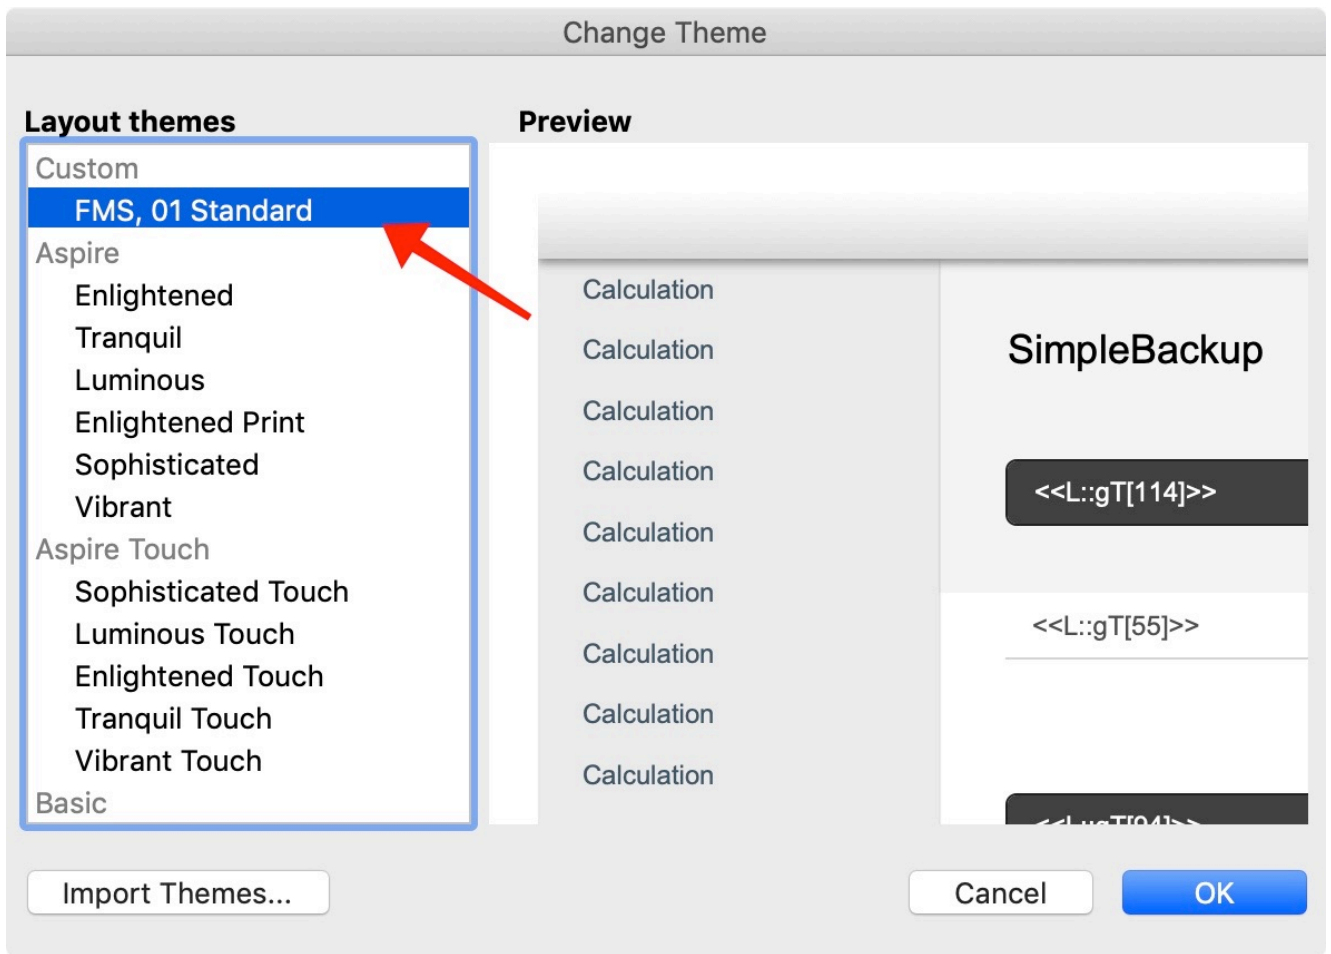 Change Theme
Layout themes
Custom
FMS, 01 Standard
Aspire
Enlightened
Tranquil
Luminous
Enlightened Print
Sophisticated
Vibrant
Aspire Touch
Sophisticated Touch
Luminous Touch
Enlightened Touch
Tranquil Touch
Vibrant Touch
Basic
Preview
Calculation
Calculation
Calculation
Calculation
Calculation
Calculation
Calculation
Calculation
Calculation
SimpleBackup
<<L::gT[114]>>
<<L::gT[55]>>
<<L::gT[94]>>
Import Themes...
Cancel
OK